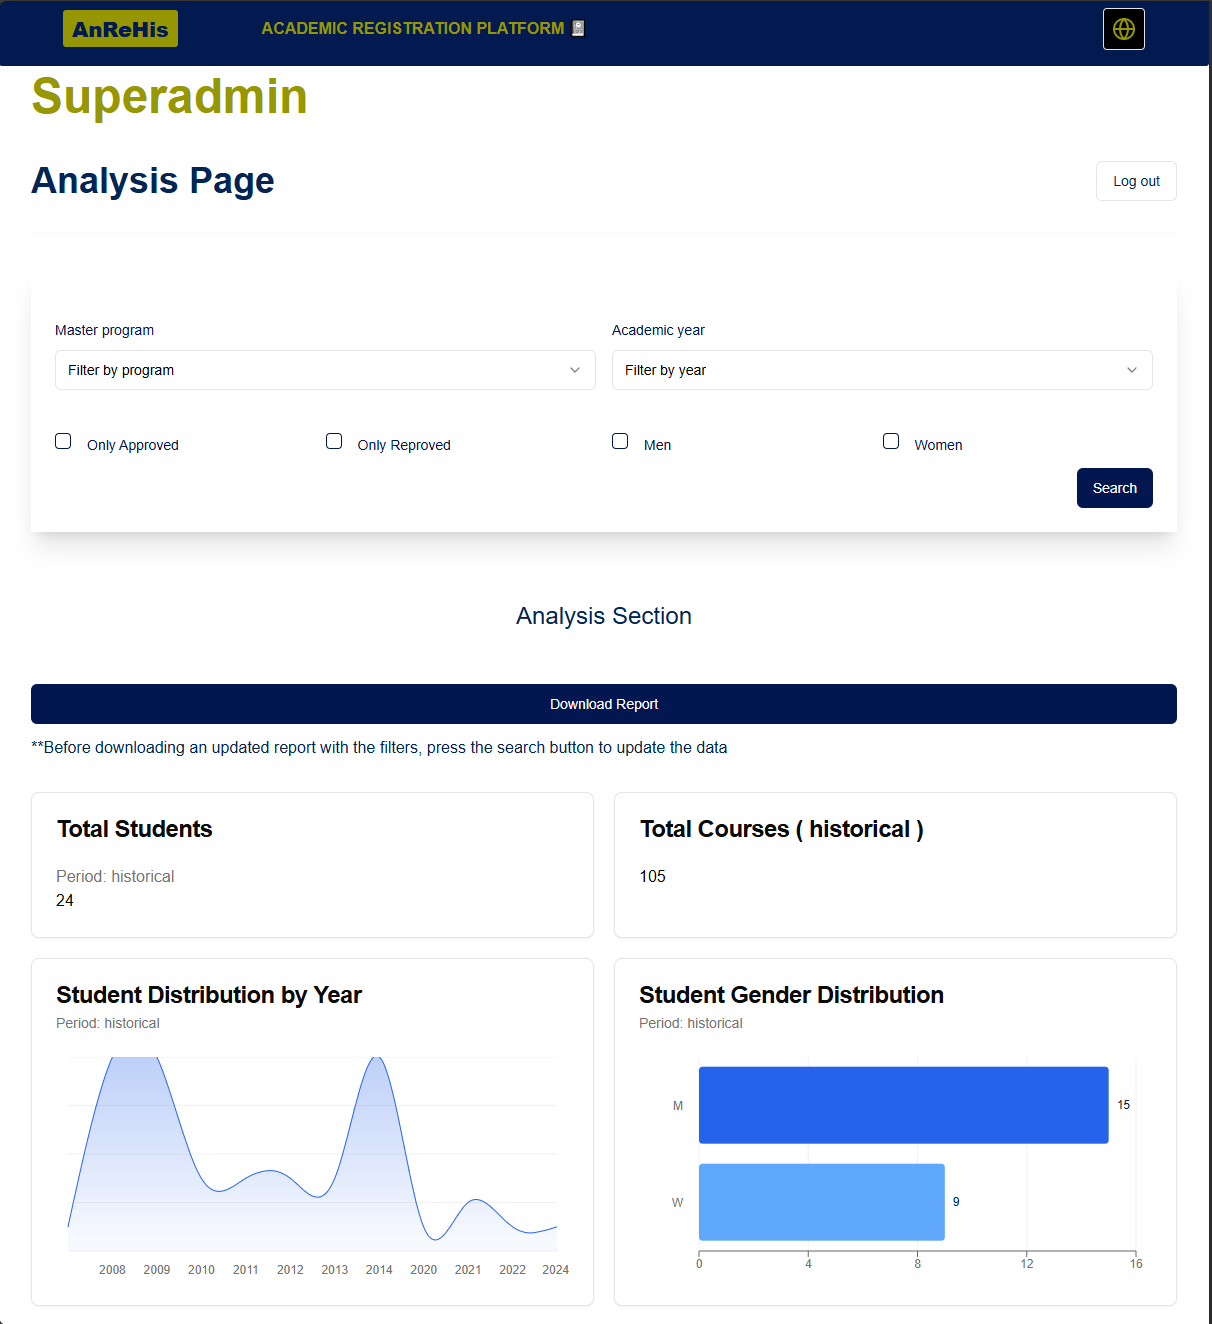 AnReHis
ACADEMIC REGISTRATION PLATFORM
Superadmin
Analysis Page
Log out
Master program
Academic year
Filter by program
Filter by year
Only Approved
Only Reproved
Men
Women
Search
Analysis Section
Download Report
**Before downloading an updated report with the filters, press the search button to update the data
Total Students
Period: historical
24
Total Courses ( historical )
105
Student Distribution by Year
Period: historical
2008 2009 2010 2011 2012 2013 2014 2020 2021 2022 2024
Student Gender Distribution
Period: historical
M 15
W 9
0 4 8 12 16